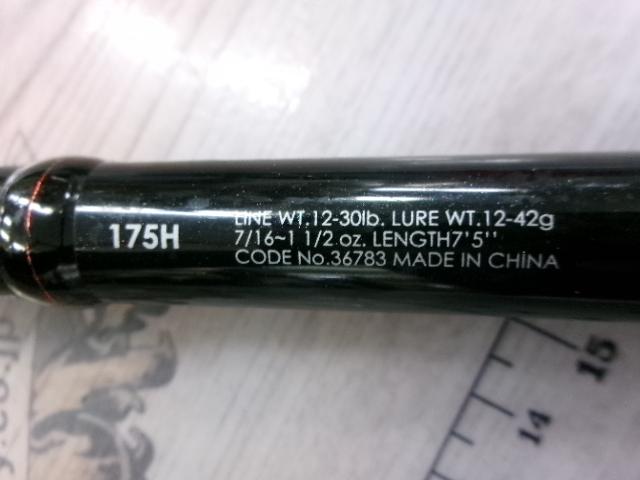 175H
LINE WT.12-30lb. LURE WT.12-42g
7/16~1 1/2 oz. LENGTH7'5''
CODE No.36783 MADE IN CHINA
14
15